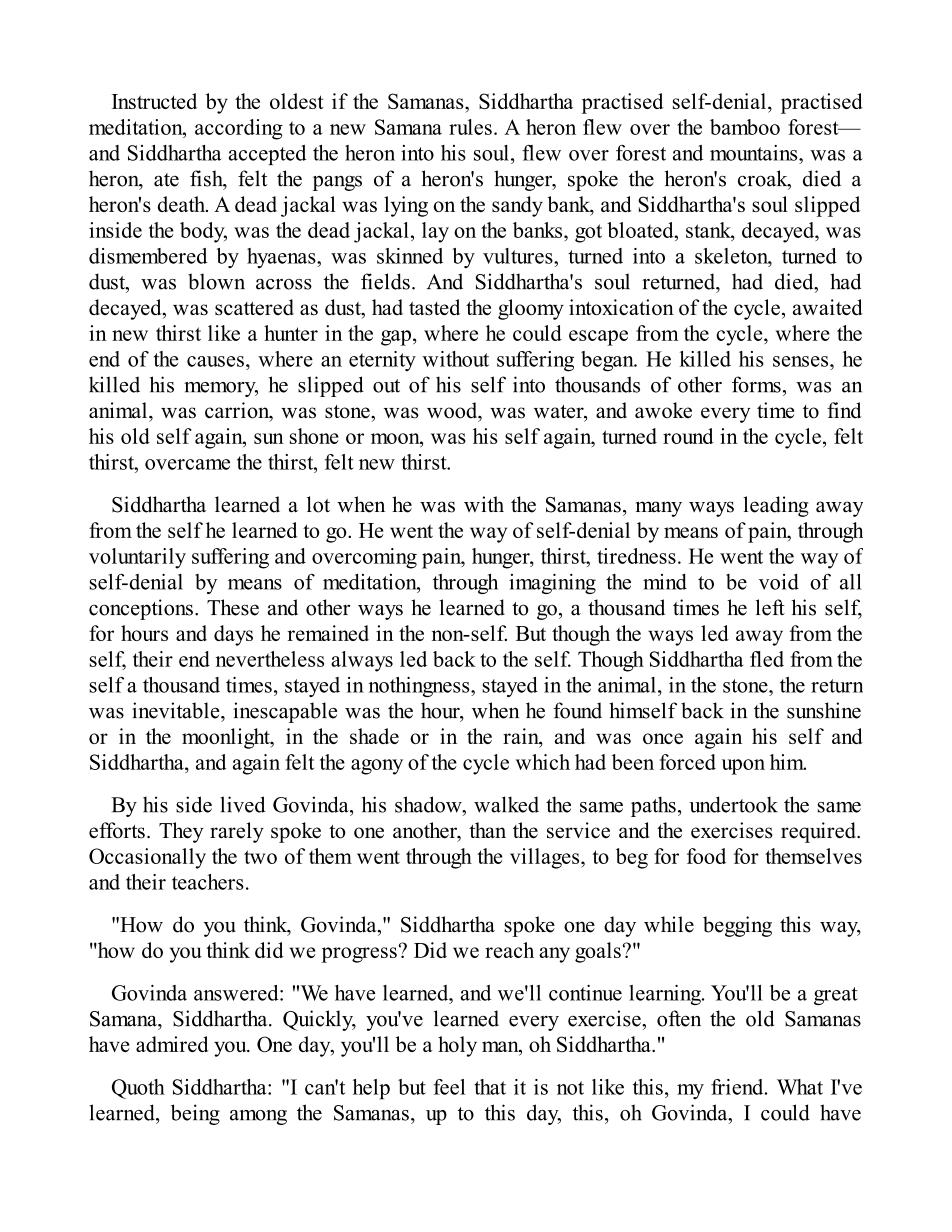 Instructed by the oldest if the Samanas, Siddhartha practised self-denial, practised
meditation, according to a new Samana rules. A heron flew over the bamboo forest—
and Siddhartha accepted the heron into his soul, flew over forest and mountains, was a
heron, ate fish, felt the pangs of a heron's hunger, spoke the heron's croak, died a
heron's death. A dead jackal was lying on the sandy bank, and Siddhartha's soul slipped
inside the body, was the dead jackal, lay on the banks, got bloated, stank, decayed, was
dismembered by hyaenas, was skinned by vultures, turned into a skeleton, turned to
dust, was blown across the fields. And Siddhartha's soul returned, had died, had
decayed, was scattered as dust, had tasted the gloomy intoxication of the cycle, awaited
in new thirst like a hunter in the gap, where he could escape from the cycle, where the
end of the causes, where an eternity without suffering began. He killed his senses, he
killed his memory, he slipped out of his self into thousands of other forms, was an
animal, was carrion, was stone, was wood, was water, and awoke every time to find
his old self again, sun shone or moon, was his self again, turned round in the cycle, felt
thirst, overcame the thirst, felt new thirst.
Siddhartha learned a lot when he was with the Samanas, many ways leading away
from the self he learned to go. He went the way of self-denial by means of pain, through
voluntarily suffering and overcoming pain, hunger, thirst, tiredness. He went the way of
self-denial by means of meditation, through imagining the mind to be void of all
conceptions. These and other ways he learned to go, a thousand times he left his self,
for hours and days he remained in the non-self. But though the ways led away from the
self, their end nevertheless always led back to the self. Though Siddhartha fled from the
self a thousand times, stayed in nothingness, stayed in the animal, in the stone, the return
was inevitable, inescapable was the hour, when he found himself back in the sunshine
or in the moonlight, in the shade or in the rain, and was once again his self and
Siddhartha, and again felt the agony of the cycle which had been forced upon him.
By his side lived Govinda, his shadow, walked the same paths, undertook the same
efforts. They rarely spoke to one another, than the service and the exercises required.
Occasionally the two of them went through the villages, to beg for food for themselves
and their teachers.
"How do you think, Govinda," Siddhartha spoke one day while begging this way,
"how do you think did we progress? Did we reach any goals?"
Govinda answered: "We have learned, and we'll continue learning. You'll be a great
Samana, Siddhartha. Quickly, you've learned every exercise, often the old Samanas
have admired you. One day, you'll be a holy man, oh Siddhartha."
Quoth Siddhartha: "I can't help but feel that it is not like this, my friend. What I've
learned, being among the Samanas, up to this day, this, oh Govinda, I could have